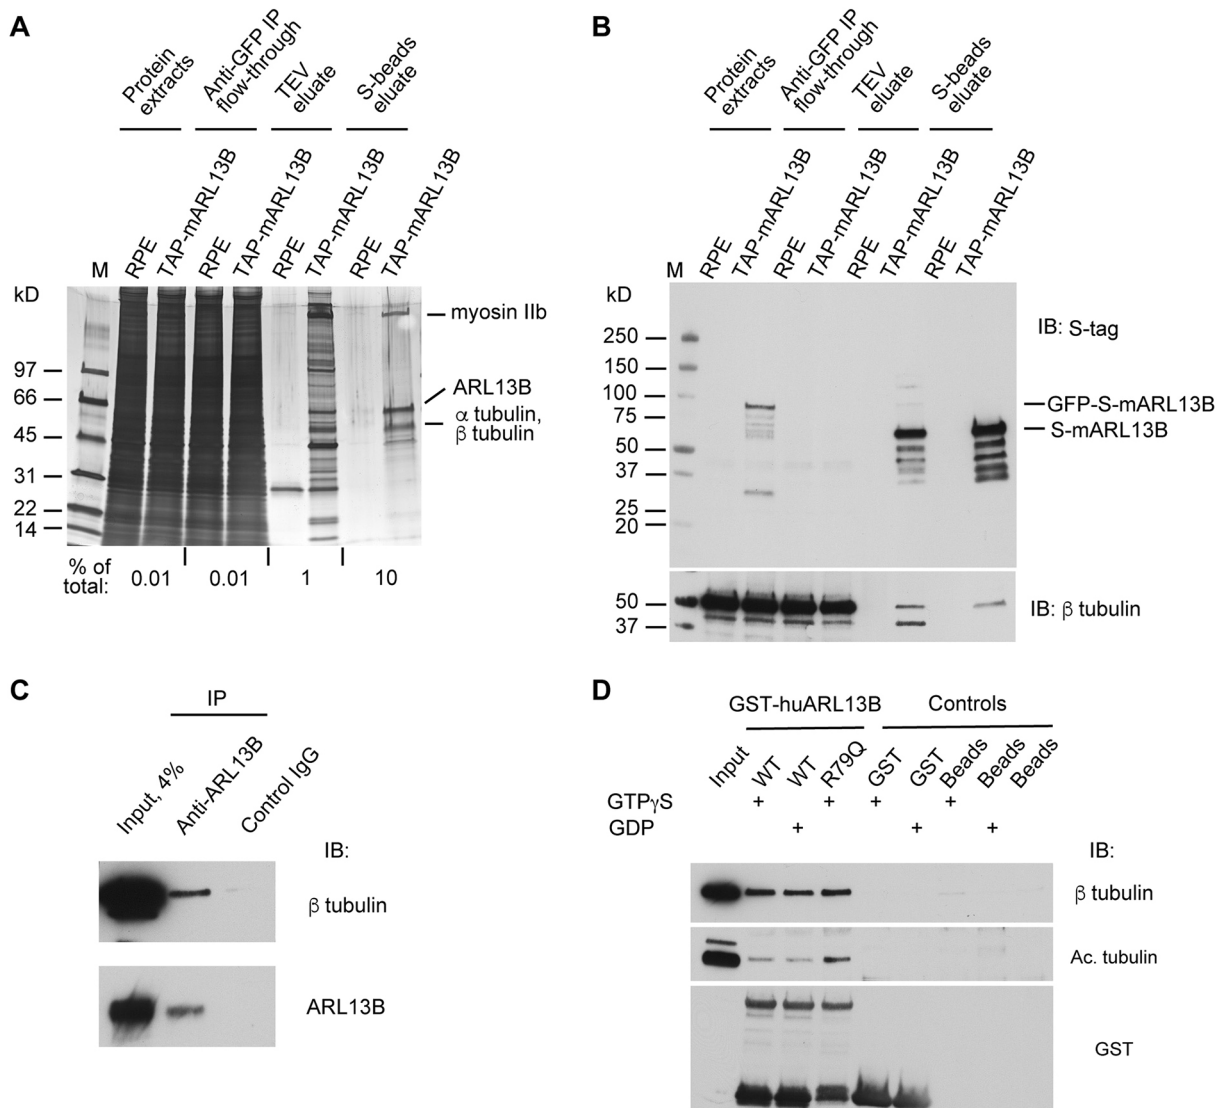 A
Protein
extracts
Anti-GFP IP
flow-through
TEV
eluate
S-beads
eluate
M
RPE
TAP-mARL13B
RPE
TAP-mARL13B
RPE
TAP-mARL13B
RPE
TAP-mARL13B
kD
97
66
45
31
22
14
myosin IIb
ARL13B
α tubulin,
β tubulin
% of
total:
0.01
0.01
1
10
B
Protein
extracts
Anti-GFP IP
flow-through
TEV
eluate
S-beads
eluate
M
RPE
TAP-mARL13B
RPE
TAP-mARL13B
RPE
TAP-mARL13B
RPE
TAP-mARL13B
kD
250
150
100
75
50
37
25
20
IB: S-tag
GFP-S-mARL13B
S-mARL13B
50
37
IB: β tubulin
C
IP
Input, 4%
Anti-ARL13B
Control IgG
IB:
β tubulin
ARL13B
D
GST-huARL13B
Controls
Input
WT
WT
R79Q
GST
GST
Beads
Beads
Beads
GTPγS + + + +
GDP + + +
IB:
β tubulin
Ac. tubulin
GST